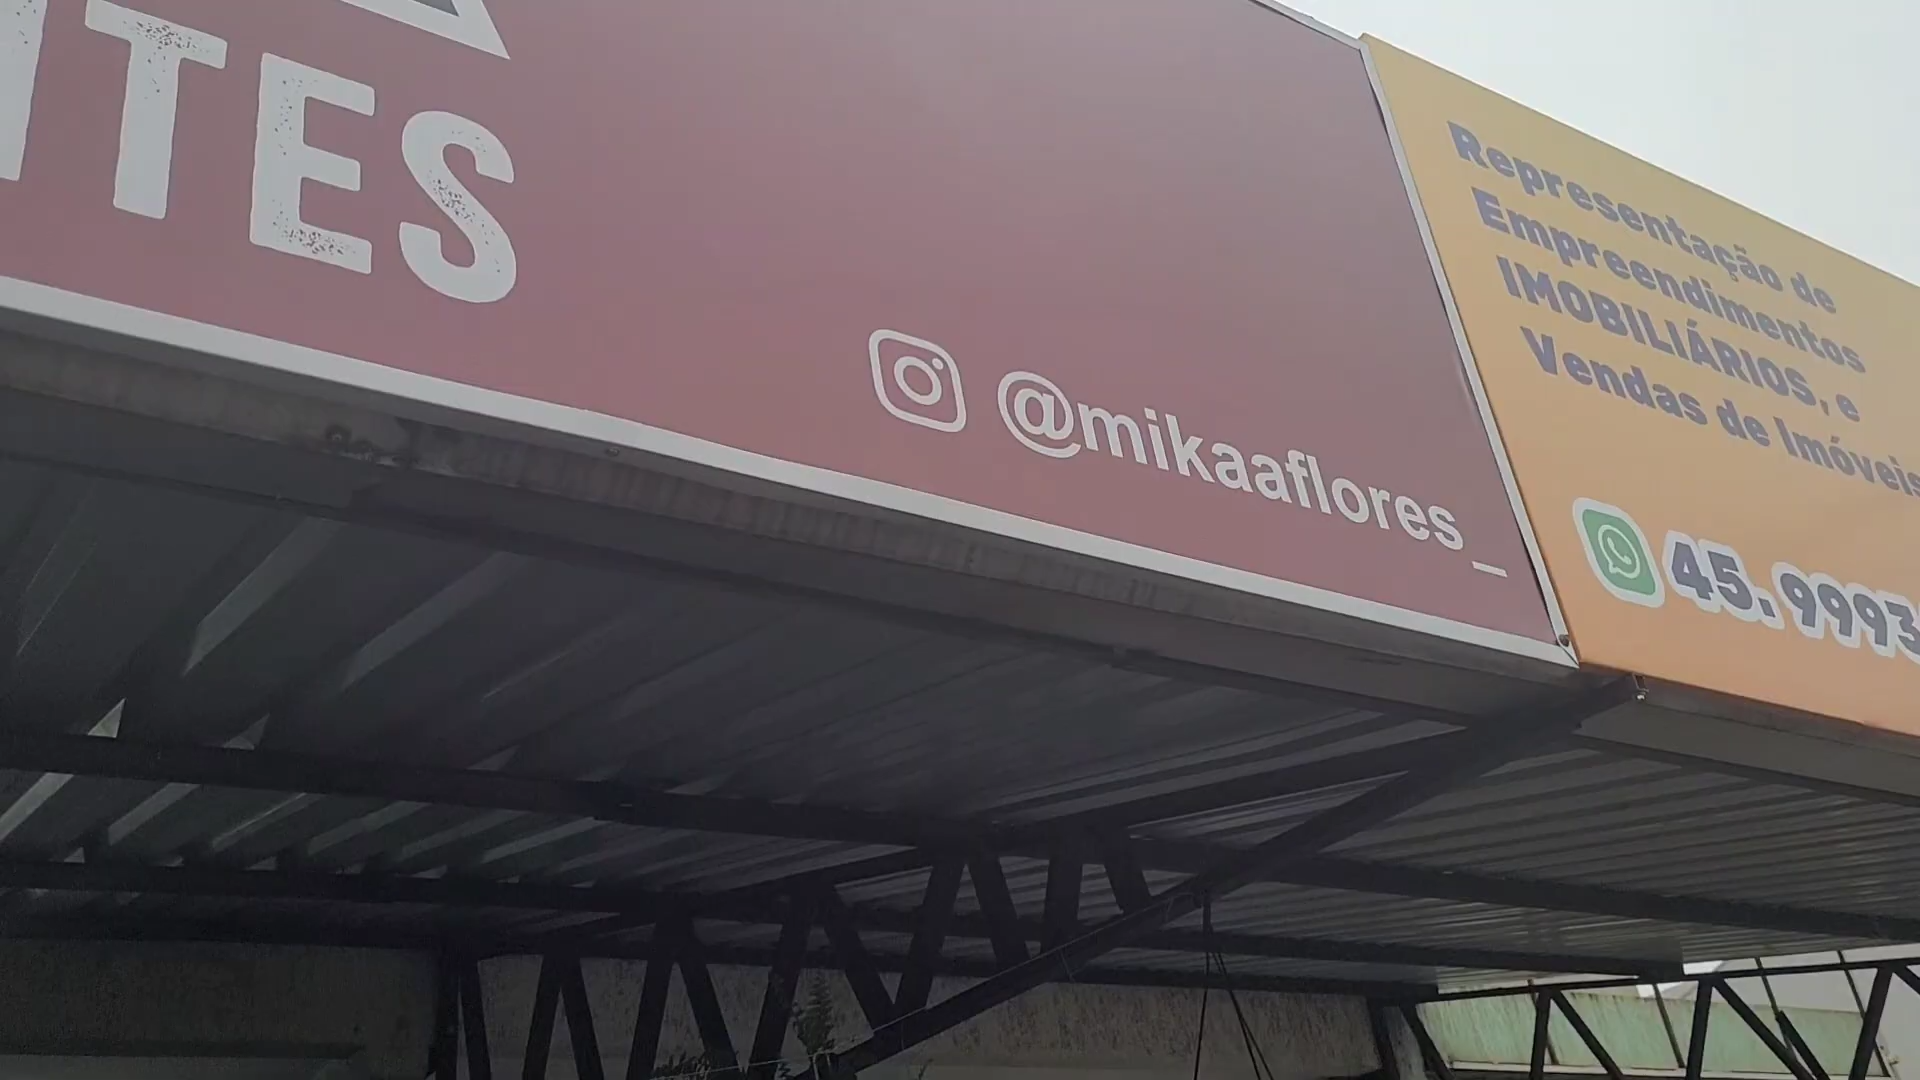 TES
@mikaaflores_
Representação de
Empreendimentos
IMOBILIÁRIOS, e
Vendas de Imóveis
45.9993